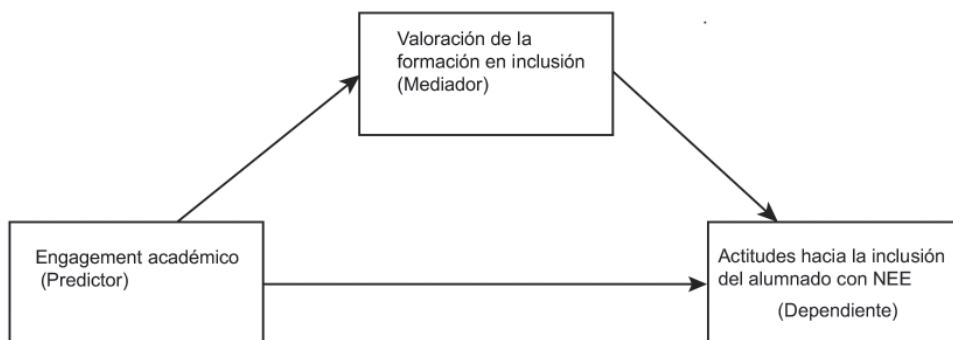 Valoración de la
formación en inclusión
(Mediador)
Engagement académico
(Predictor)
Actitudes hacia la inclusión
del alumnado con NEE
(Dependiente)